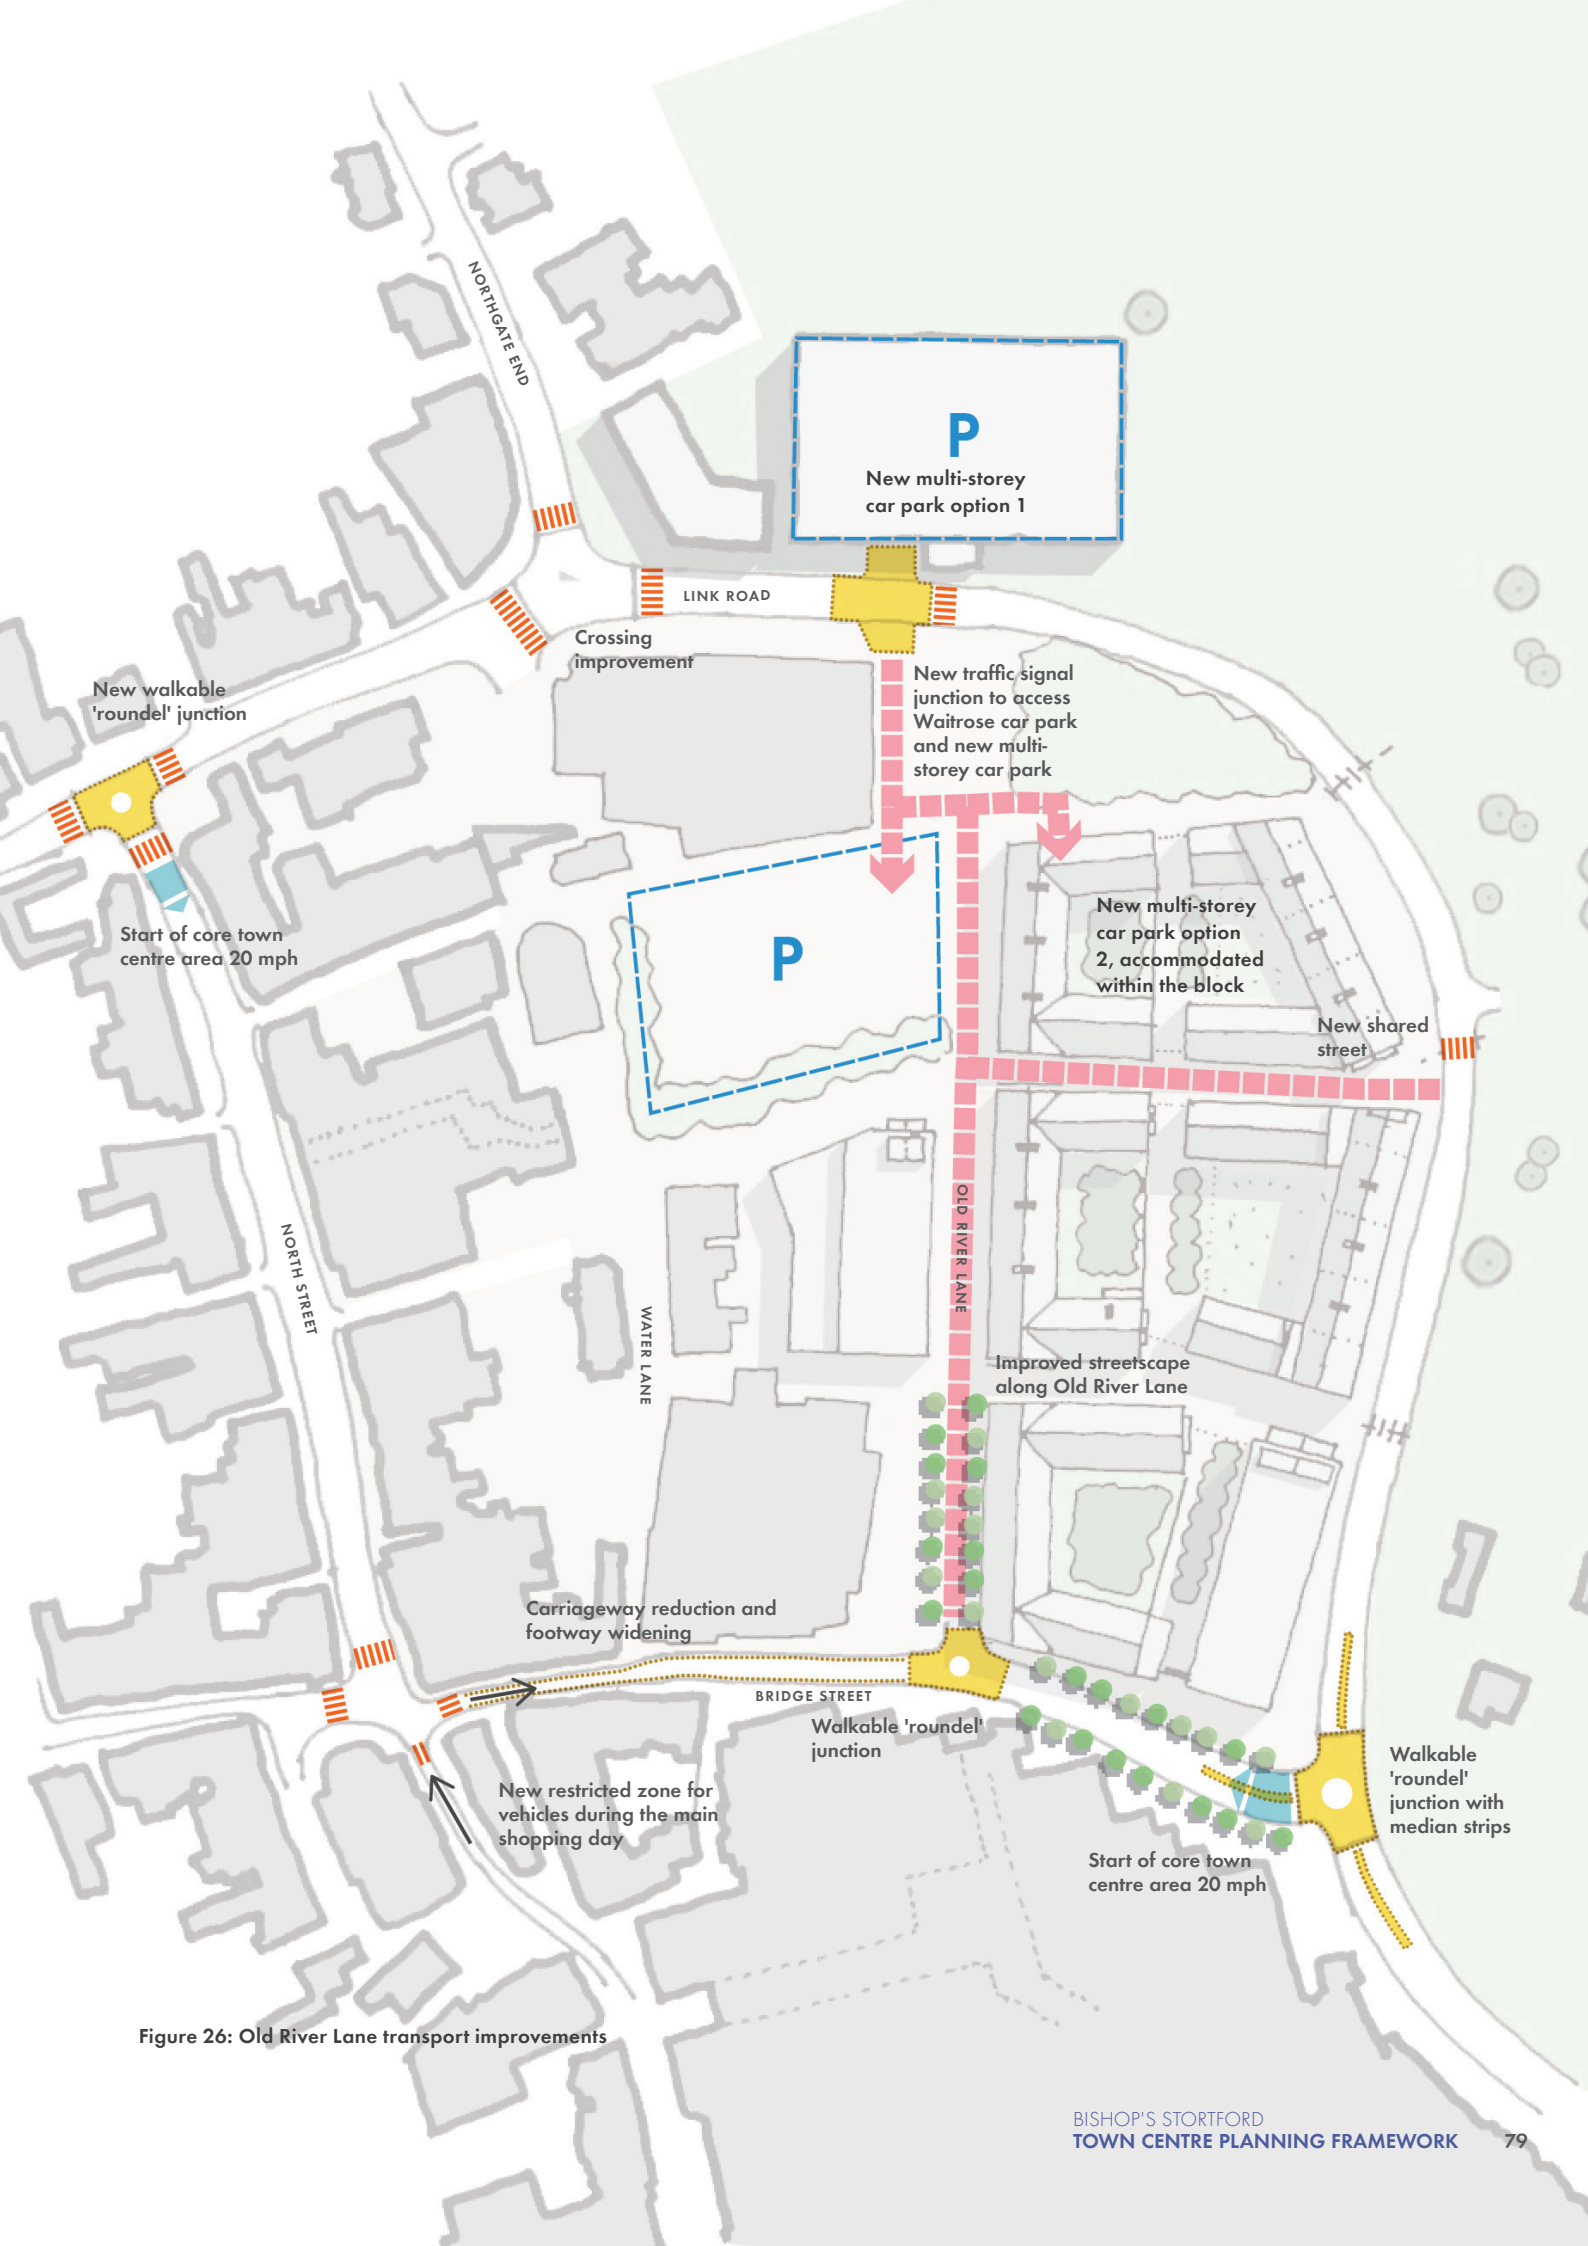 NORTHGATE END
P
New multi-storey
car park option 1
LINK ROAD
Crossing
improvement
New walkable
'roundel' junction
New traffic signal
junction to access
Waitrose car park
and new multi-
storey car park
Start of core town
centre area 20 mph
P
New multi-storey
car park option
2, accommodated
within the block
New shared
street
NORTH STREET
WATER LANE
OLD RIVER LANE
Improved streetscape
along Old River Lane
Carriageway reduction and
footway widening
BRIDGE STREET
Walkable 'roundel'
junction
New restricted zone for
vehicles during the main
shopping day
Walkable
'roundel'
junction with
median strips
Start of core town
centre area 20 mph
Figure 26: Old River Lane transport improvements
BISHOP'S STORTFORD
TOWN CENTRE PLANNING FRAMEWORK 79